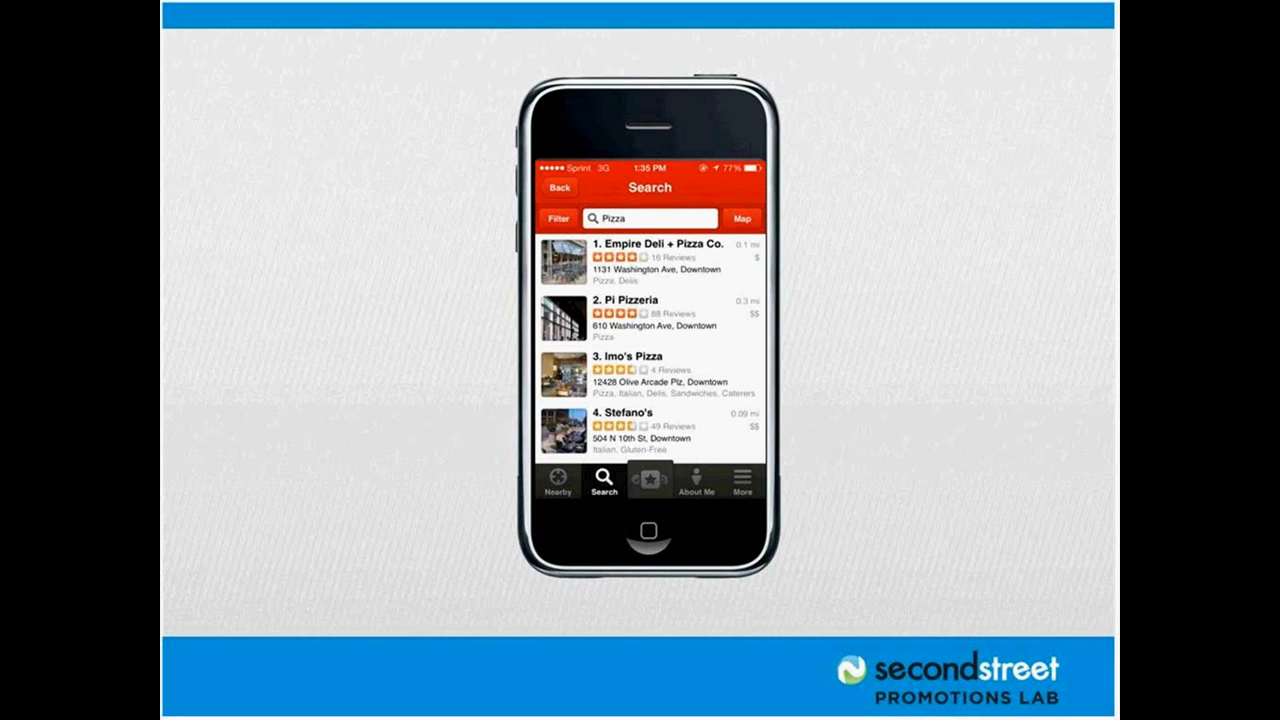 Sprint 3G 1:35 PM 77%
Back Search
Filter Pizza Map
1. Empire Deli + Pizza Co. 0.1 mi
16 Reviews $
1131 Washington Ave, Downtown
Pizza, Delis
2. Pi Pizzeria 0.3 mi
88 Reviews $$
610 Washington Ave, Downtown
Pizza
3. Imo's Pizza
4 Reviews
12428 Olive Arcade Plz, Downtown
Pizza, Italian, Delis, Sandwiches, Caterers
4. Stefano's 0.09 mi
49 Reviews $$
504 N 10th St, Downtown
Italian, Gluten-Free
Nearby Search About Me More
secondstreet
PROMOTIONS LAB